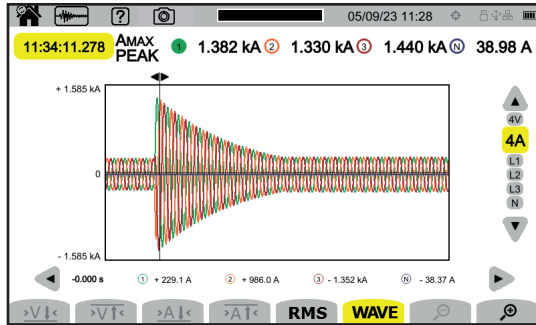 ? 05/09/23 11:28
11:34:11.278 AMAX PEAK 1 1.382 kA 2 1.330 kA 3 1.440 kA N 38.98 A
+ 1.585 kA
0
- 1.585 kA
4V
4A
L1
L2
L3
N
-0.000 s 1 + 229.1 A 2 + 986.0 A 3 - 1.352 kA N - 38.37 A
>V↓< >V↑< >A↓< >A↑< RMS WAVE